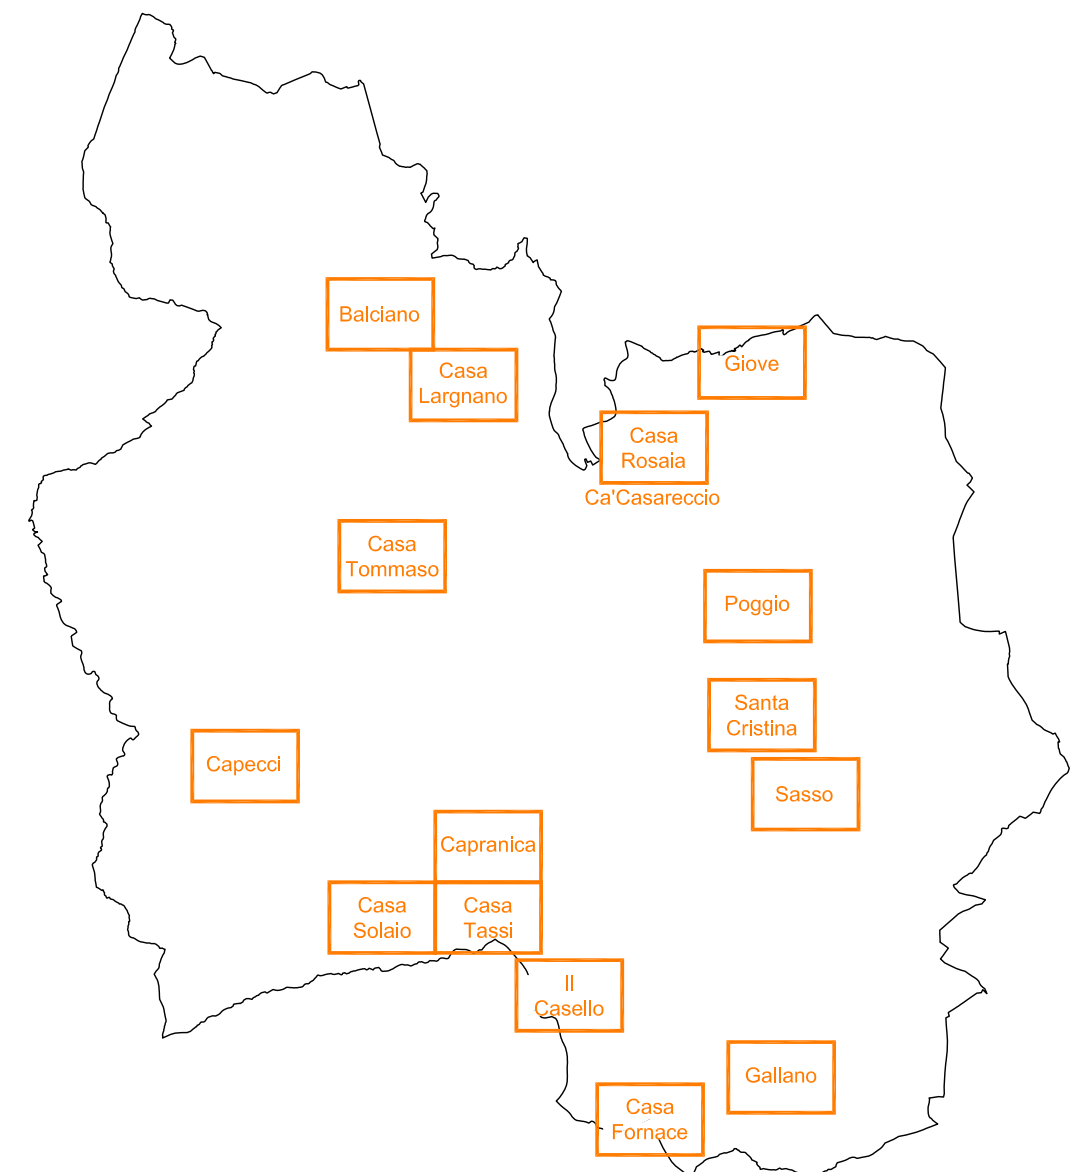 Balciano
Giove
Casa
Largnano
Casa
Rosaia
Ca'Casareccio
Casa
Tommaso
Poggio
Santa
Cristina
Capecci
Sasso
Capranica
Casa
Solaio
Casa
Tassi
Il
Casello
Gallano
Casa
Fornace